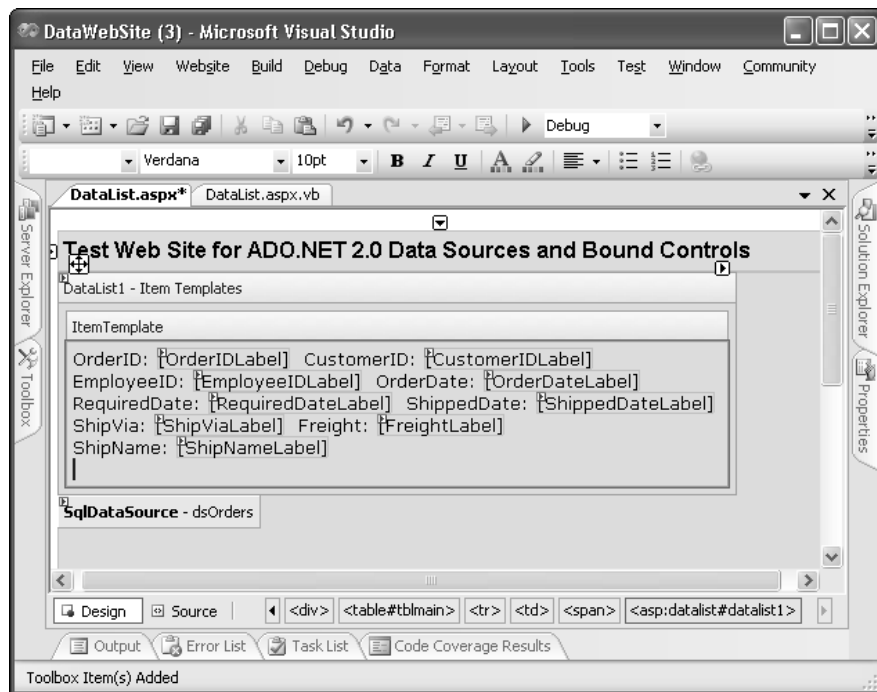 DataWebSite (3) - Microsoft Visual Studio
File Edit View Website Build Debug Data Format Layout Tools Test Window Community
Help
Debug
Verdana 10pt B I U A
DataList.aspx* DataList.aspx.vb
Server Explorer
Toolbox
Solution Explorer
Properties
Test Web Site for ADO.NET 2.0 Data Sources and Bound Controls
DataList1 - Item Templates
ItemTemplate
OrderID: [OrderIDLabel] CustomerID: [CustomerIDLabel]
EmployeeID: [EmployeeIDLabel] OrderDate: [OrderDateLabel]
RequiredDate: [RequiredDateLabel] ShippedDate: [ShippedDateLabel]
ShipVia: [ShipViaLabel] Freight: [FreightLabel]
ShipName: [ShipNameLabel]
SqlDataSource - dsOrders
Design Source <div> <table#tblmain> <tr> <td> <span> <asp:datalist#datalist1>
Output Error List Task List Code Coverage Results
Toolbox Item(s) Added